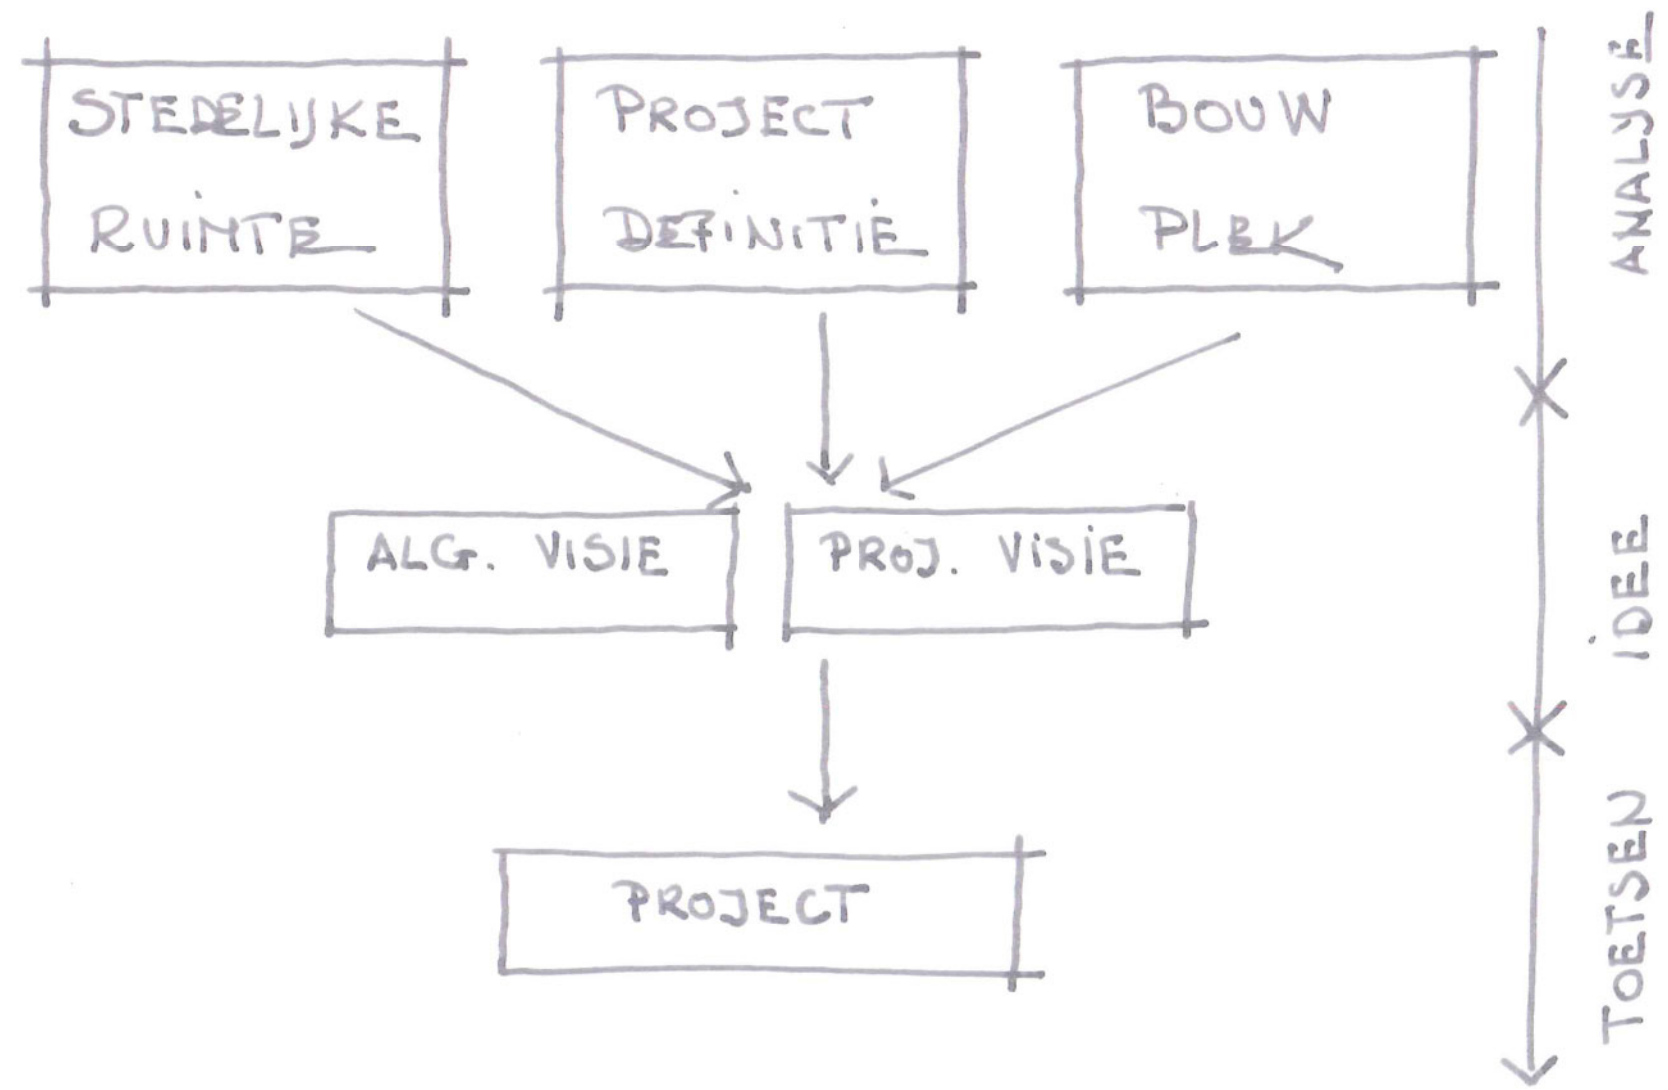 STEDELIJKE
RUIMTE
PROJECT
DEFINITIE
BOUW
PLEK
ANALYSE
ALG. VISIE
PROJ. VISIE
IDEE
PROJECT
TOETSEN